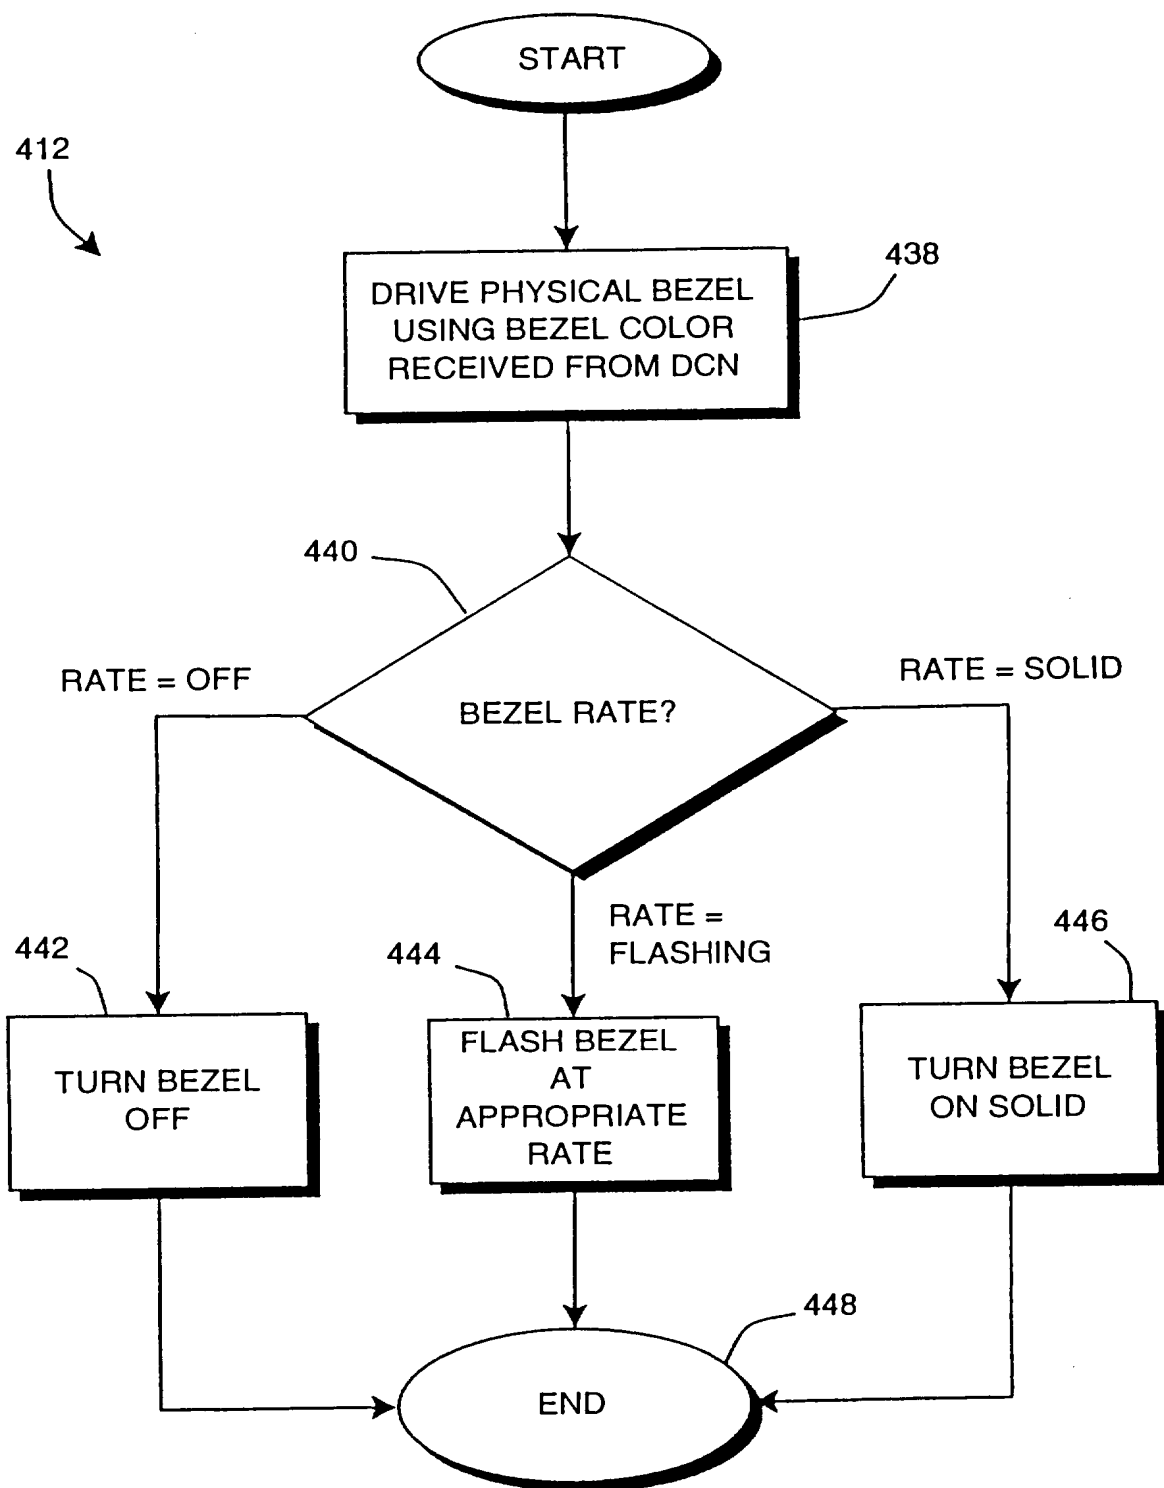 START
412
438
DRIVE PHYSICAL BEZEL
USING BEZEL COLOR
RECEIVED FROM DCN
440
RATE = OFF
BEZEL RATE?
RATE = SOLID
RATE =
FLASHING
442
444
446
TURN BEZEL
OFF
FLASH BEZEL
AT
APPROPRIATE
RATE
TURN BEZEL
ON SOLID
448
END